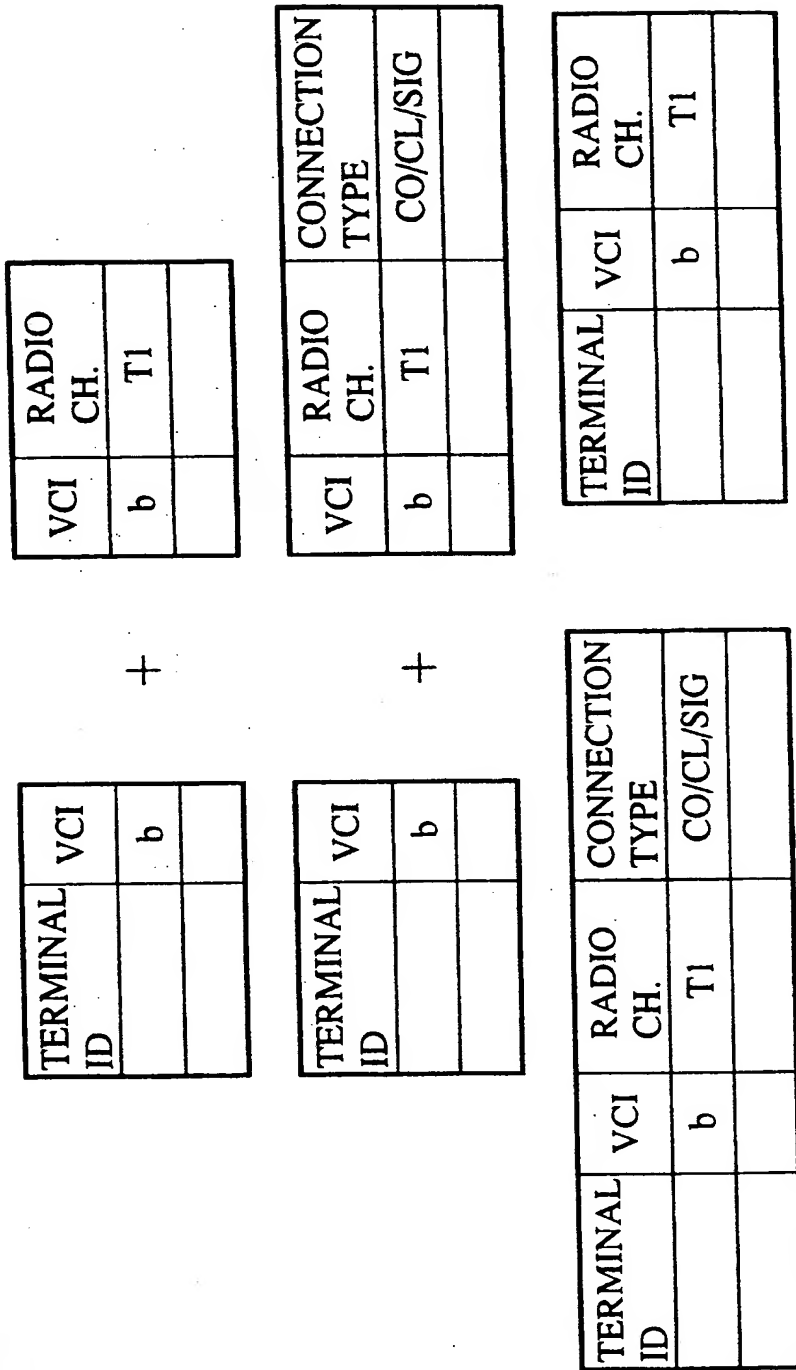 TERMINAL ID VCI
b
+
VCI RADIO CH.
b T1
TERMINAL ID VCI
b
+
VCI RADIO CH. CONNECTION TYPE
b T1 CO/CL/SIG
TERMINAL ID VCI RADIO CH. CONNECTION TYPE
b T1 CO/CL/SIG
TERMINAL ID VCI RADIO CH.
b T1